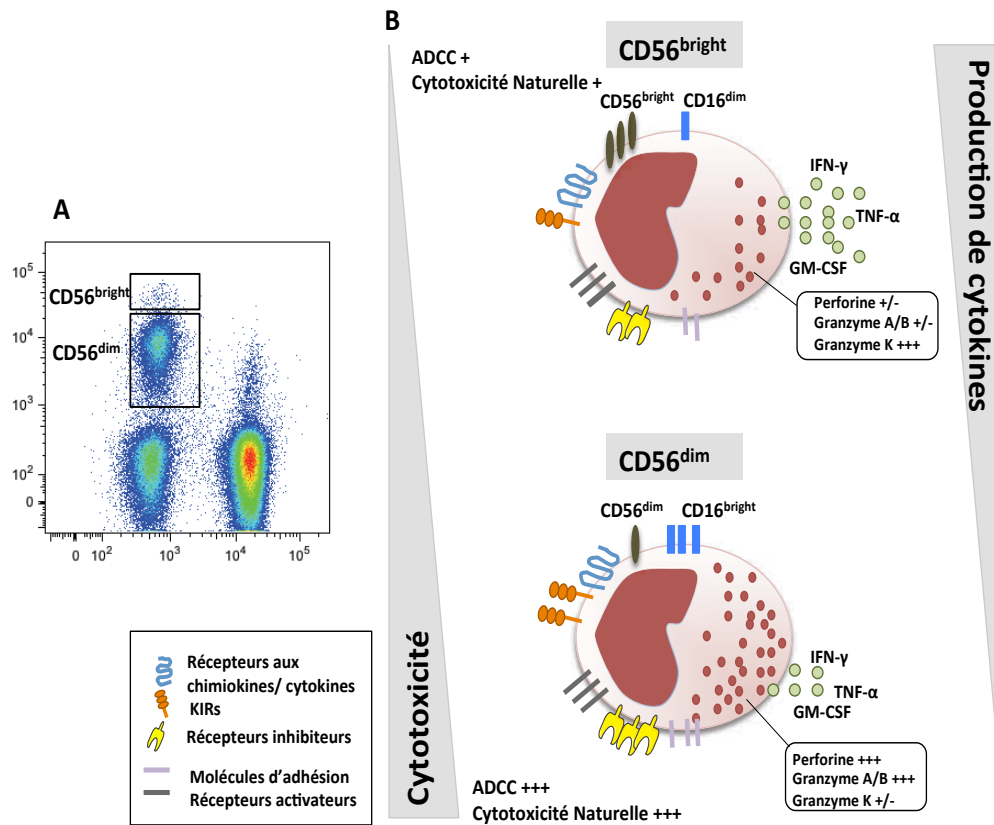 A
10⁵
10⁴
10³
10²
0
CD56bright
CD56dim
0 10² 10³ 10⁴ 10⁵
B
CD56bright
ADCC +
Cytotoxicité Naturelle +
CD56bright CD16dim
IFN-γ
TNF-α
GM-CSF
Perforine +/-
Granzyme A/B +/-
Granzyme K +++
Production de cytokines
CD56dim
CD56dim CD16bright
IFN-γ
TNF-α
GM-CSF
Perforine +++
Granzyme A/B +++
Granzyme K +/-
Cytotoxicité
ADCC +++
Cytotoxicité Naturelle +++
Récepteurs aux
chimiokines/ cytokines
KIRs
Récepteurs inhibiteurs
Molécules d'adhésion
Récepteurs activateurs